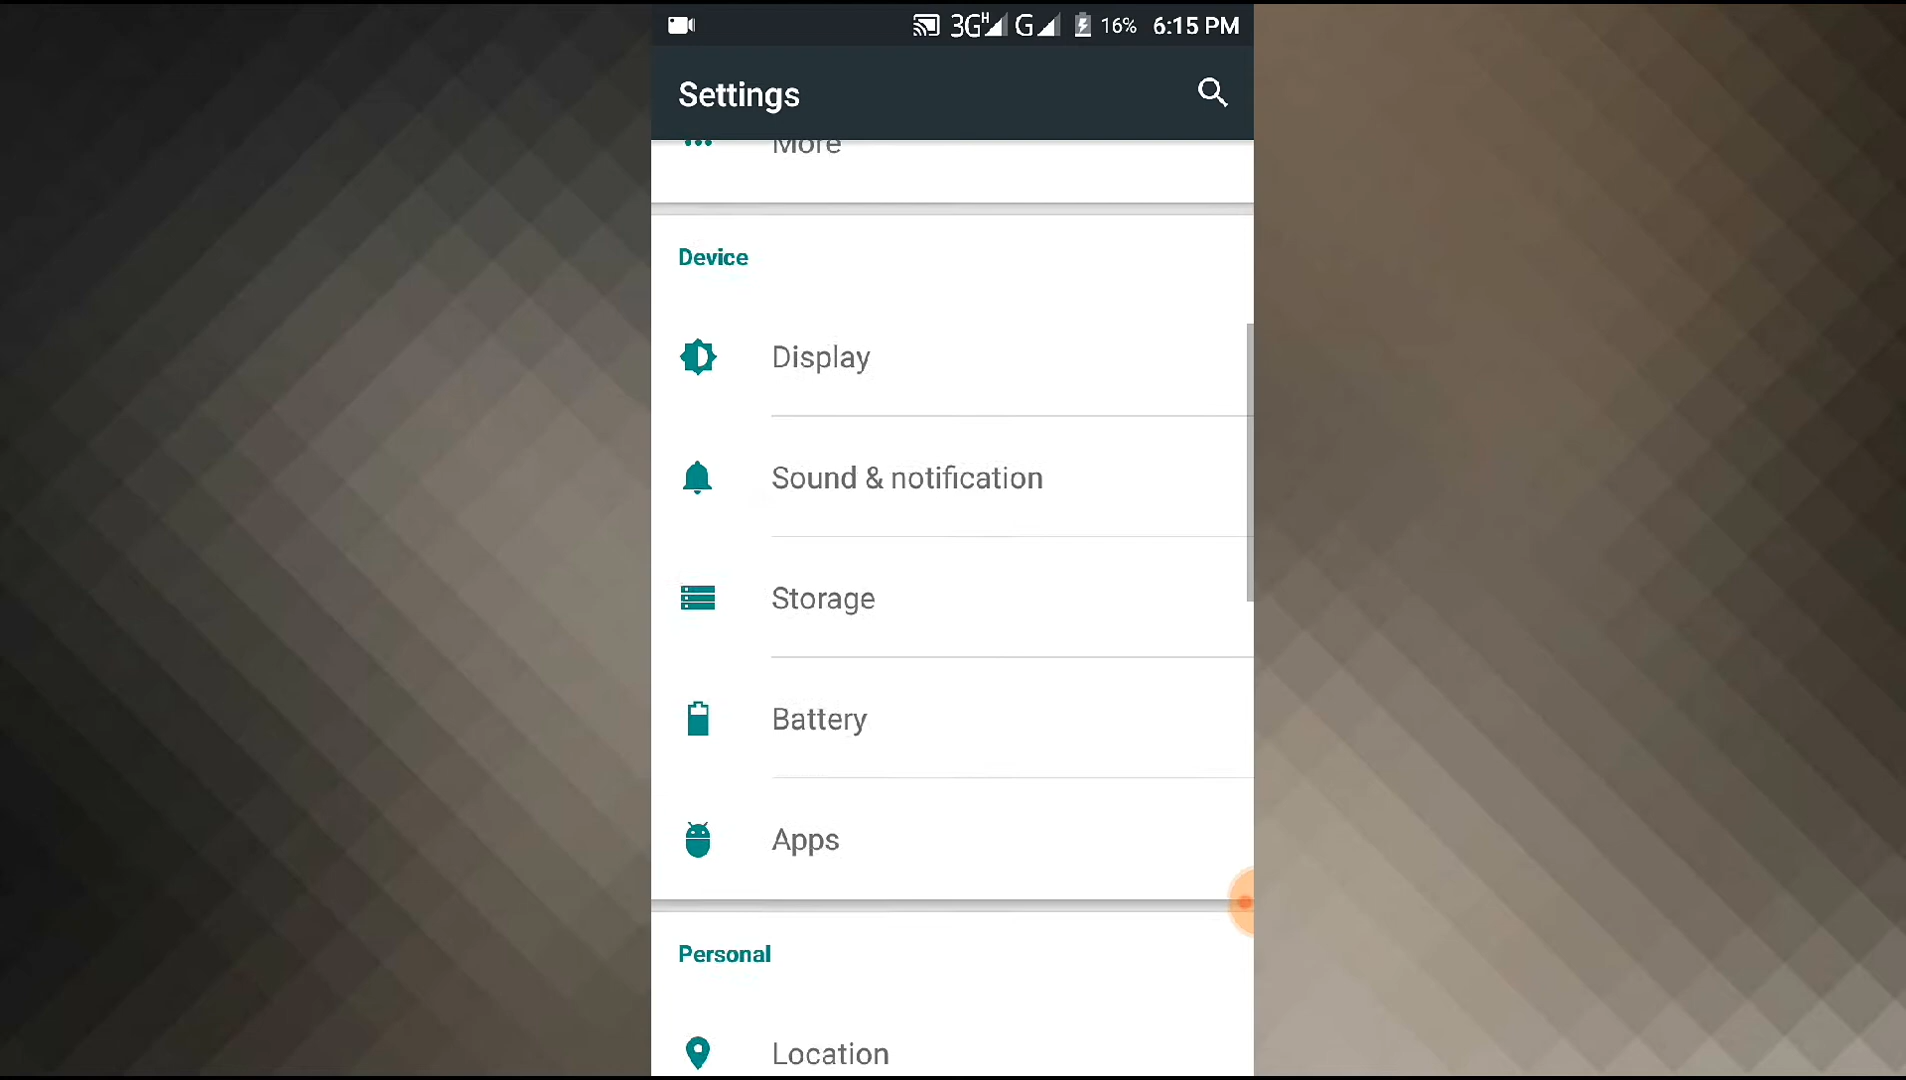 3G H G 16% 6:15 PM
Settings
More
Device
Display
Sound & notification
Storage
Battery
Apps
Personal
Location